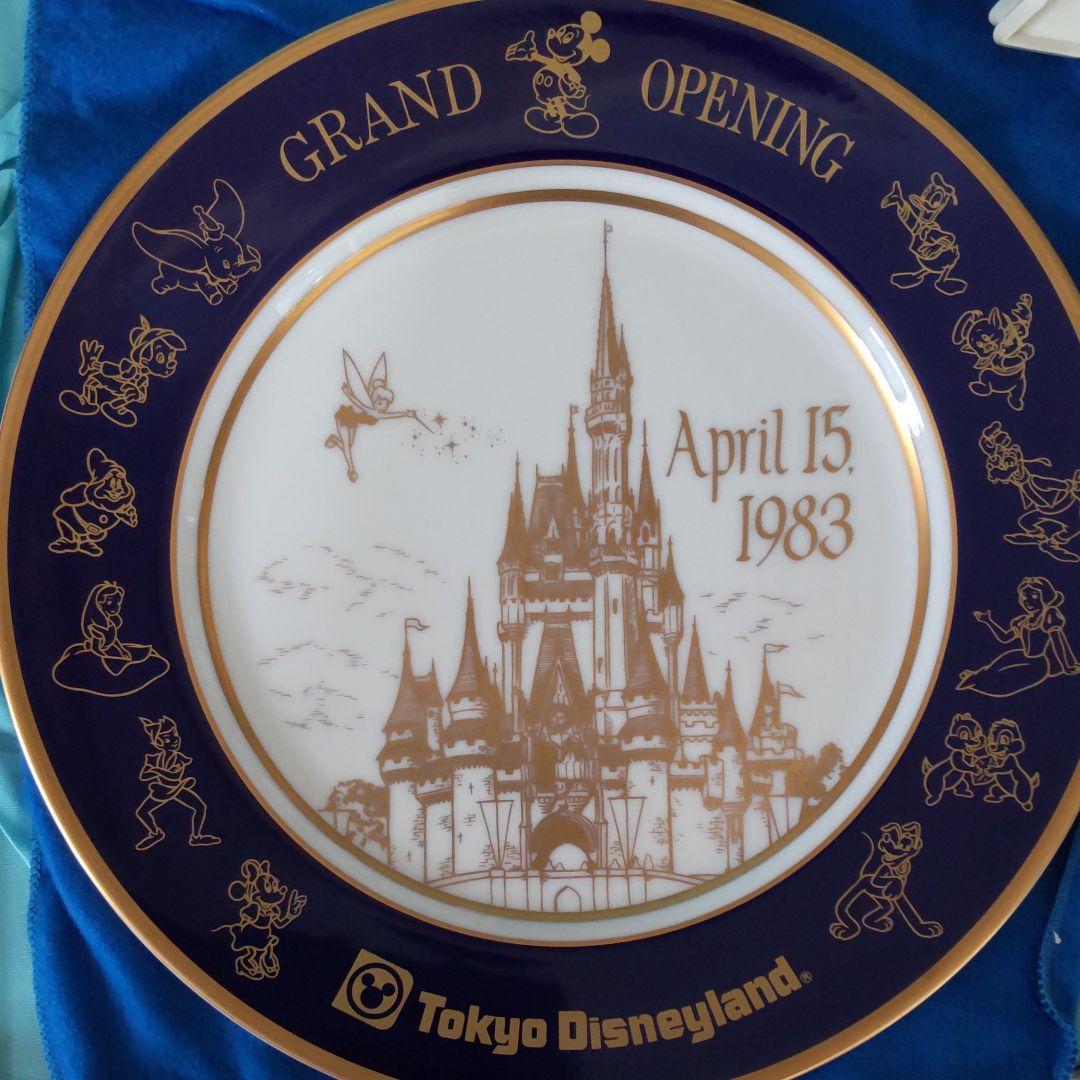 GRAND OPENING
April 15,
1983
Tokyo Disneyland®